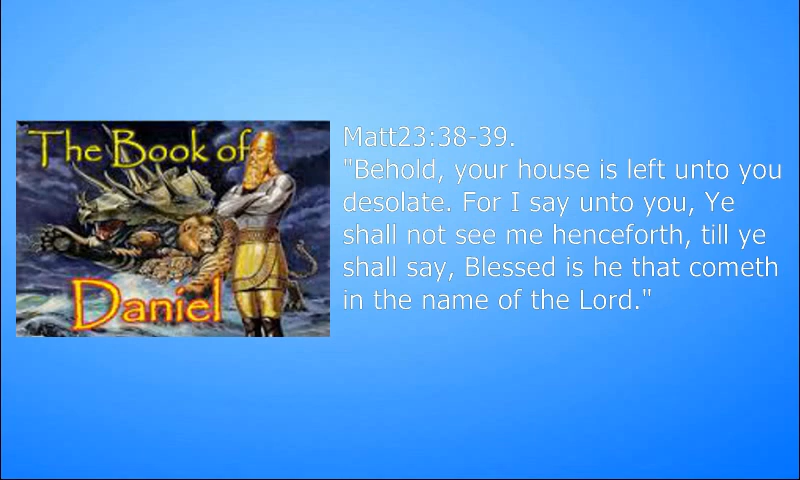 The Book of
Daniel
Matt23:38-39.
"Behold, your house is left unto you
desolate. For I say unto you, Ye
shall not see me henceforth, till ye
shall say, Blessed is he that cometh
in the name of the Lord."